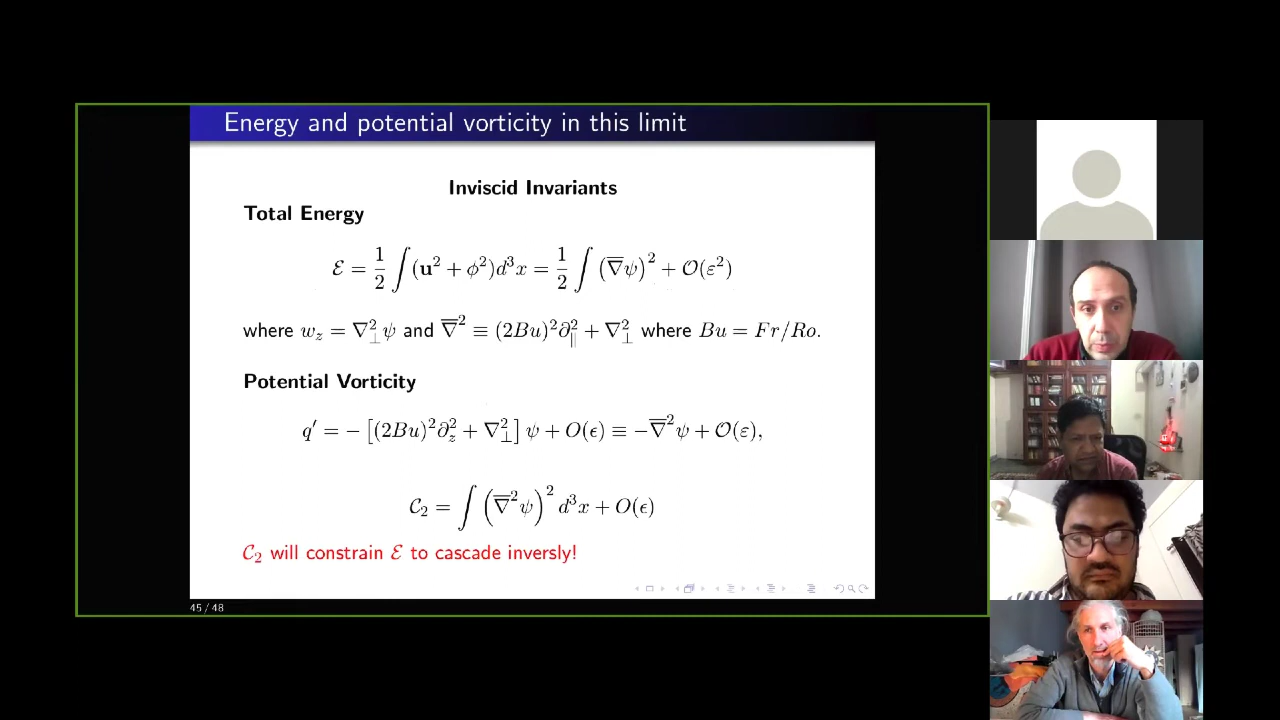 Energy and potential vorticity in this limit
Inviscid Invariants
Total Energy
ℰ = 1/2 ∫ (𝐮² + ϕ²)d³x = 1/2 ∫ (∇̅ψ)² + 𝒪(ε²)
where w_z = ∇²_⊥ψ and ∇̅² ≡ (2Bu)²∂²_∥ + ∇²_⊥ where Bu = Fr/Ro.
Potential Vorticity
q′ = − [(2Bu)²∂²_z + ∇²_⊥] ψ + O(ϵ) ≡ −∇̅²ψ + 𝒪(ε),
𝒞₂ = ∫ (∇̅²ψ)² d³x + O(ϵ)
𝒞₂ will constrain ℰ to cascade inversly!
45 / 48